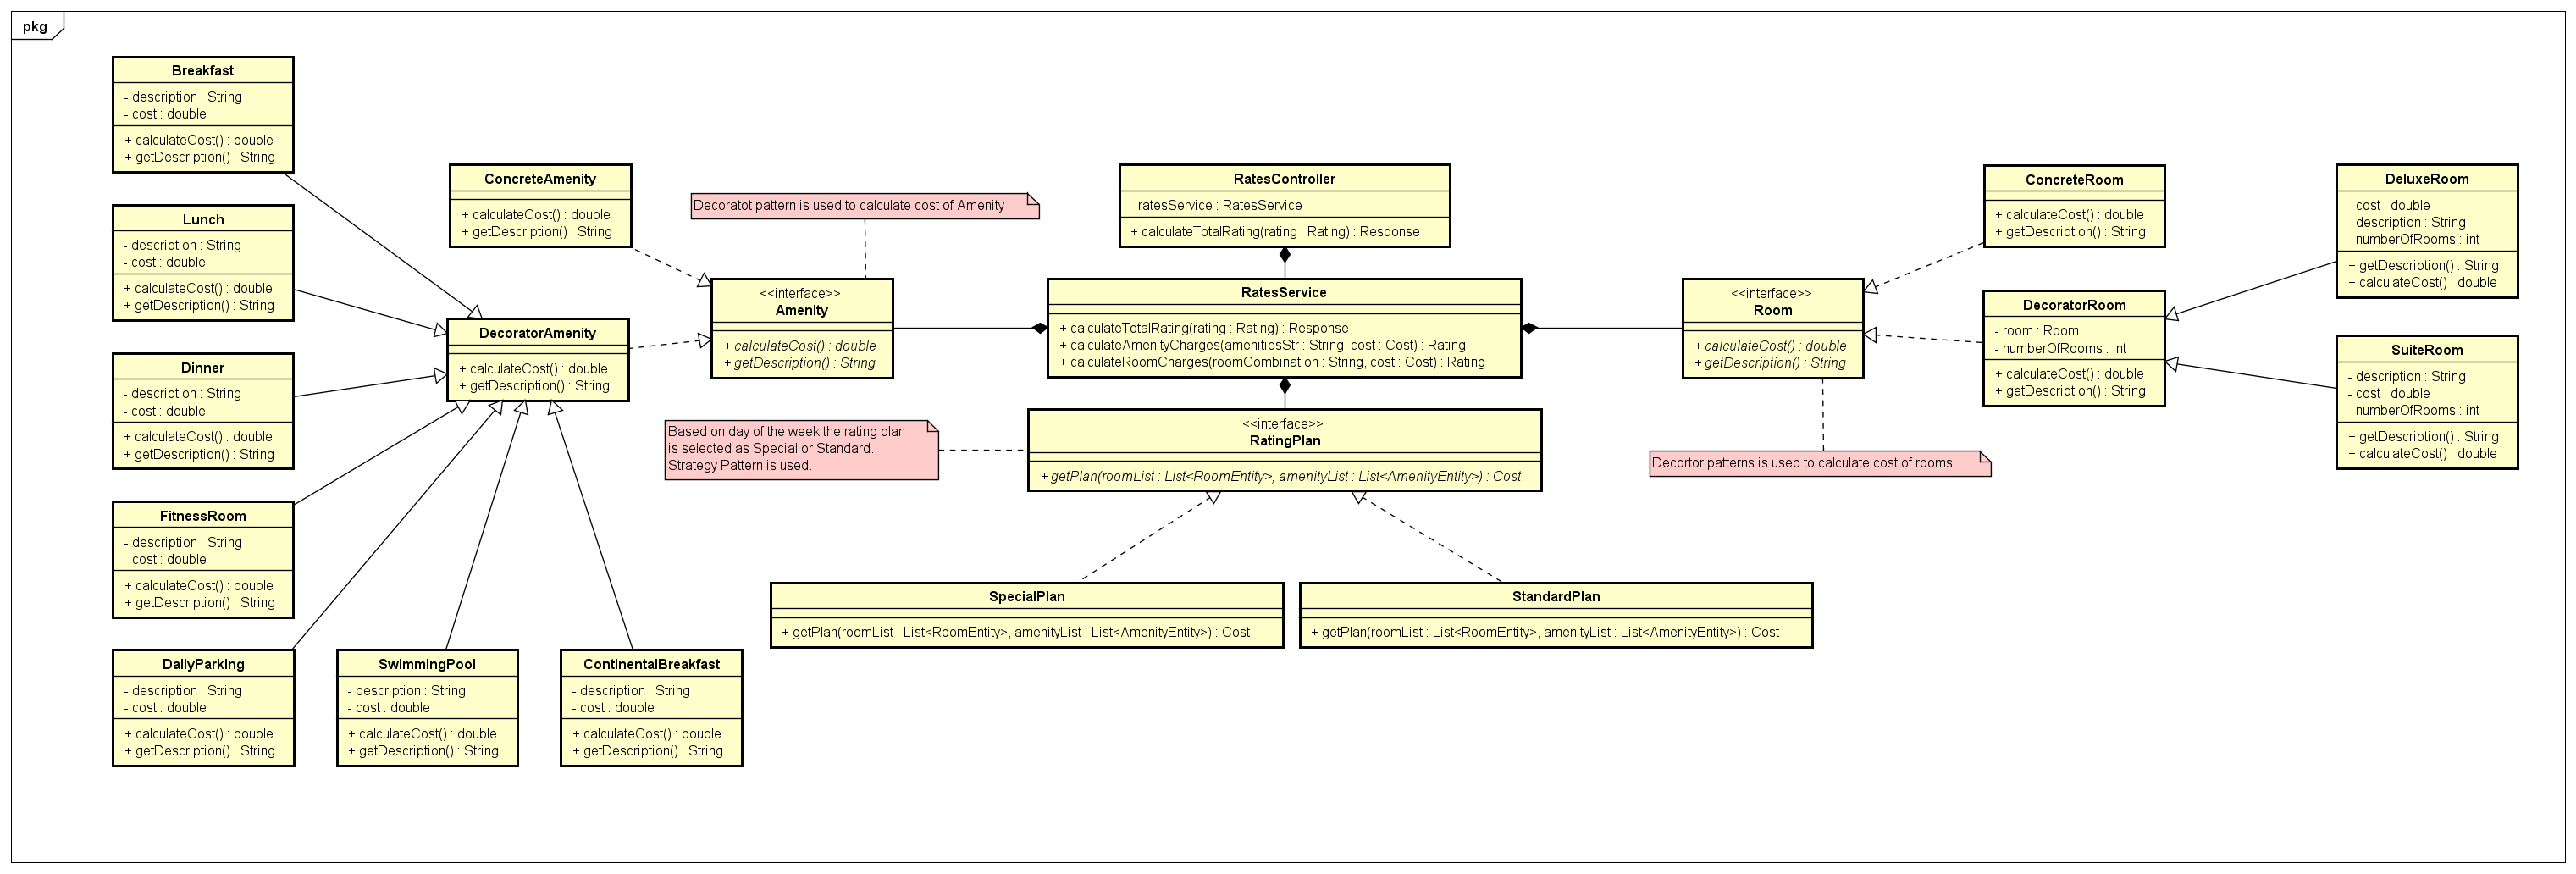 pkg
Breakfast
- description : String
- cost : double
+ calculateCost() : double
+ getDescription() : String
Lunch
- description : String
- cost : double
+ calculateCost() : double
+ getDescription() : String
Dinner
- description : String
- cost : double
+ calculateCost() : double
+ getDescription() : String
FitnessRoom
- description : String
- cost : double
+ calculateCost() : double
+ getDescription() : String
DailyParking
- description : String
- cost : double
+ calculateCost() : double
+ getDescription() : String
SwimmingPool
- description : String
- cost : double
+ calculateCost() : double
+ getDescription() : String
ContinentalBreakfast
- description : String
- cost : double
+ calculateCost() : double
+ getDescription() : String
ConcreteAmenity
+ calculateCost() : double
+ getDescription() : String
DecoratorAmenity
+ calculateCost() : double
+ getDescription() : String
Decoratot pattern is used to calculate cost of Amenity
<<interface>>
Amenity
+ calculateCost() : double
+ getDescription() : String
RatesController
- ratesService : RatesService
+ calculateTotalRating(rating : Rating) : Response
RatesService
+ calculateTotalRating(rating : Rating) : Response
+ calculateAmenityCharges(amenitiesStr : String, cost : Cost) : Rating
+ calculateRoomCharges(roomCombination : String, cost : Cost) : Rating
Based on day of the week the rating plan
is selected as Special or Standard.
Strategy Pattern is used.
<<interface>>
RatingPlan
+ getPlan(roomList : List<RoomEntity>, amenityList : List<AmenityEntity>) : Cost
SpecialPlan
+ getPlan(roomList : List<RoomEntity>, amenityList : List<AmenityEntity>) : Cost
StandardPlan
+ getPlan(roomList : List<RoomEntity>, amenityList : List<AmenityEntity>) : Cost
<<interface>>
Room
+ calculateCost() : double
+ getDescription() : String
Decortor patterns is used to calculate cost of rooms
ConcreteRoom
+ calculateCost() : double
+ getDescription() : String
DecoratorRoom
- room : Room
- numberOfRooms : int
+ calculateCost() : double
+ getDescription() : String
DeluxeRoom
- cost : double
- description : String
- numberOfRooms : int
+ getDescription() : String
+ calculateCost() : double
SuiteRoom
- description : String
- cost : double
- numberOfRooms : int
+ getDescription() : String
+ calculateCost() : double